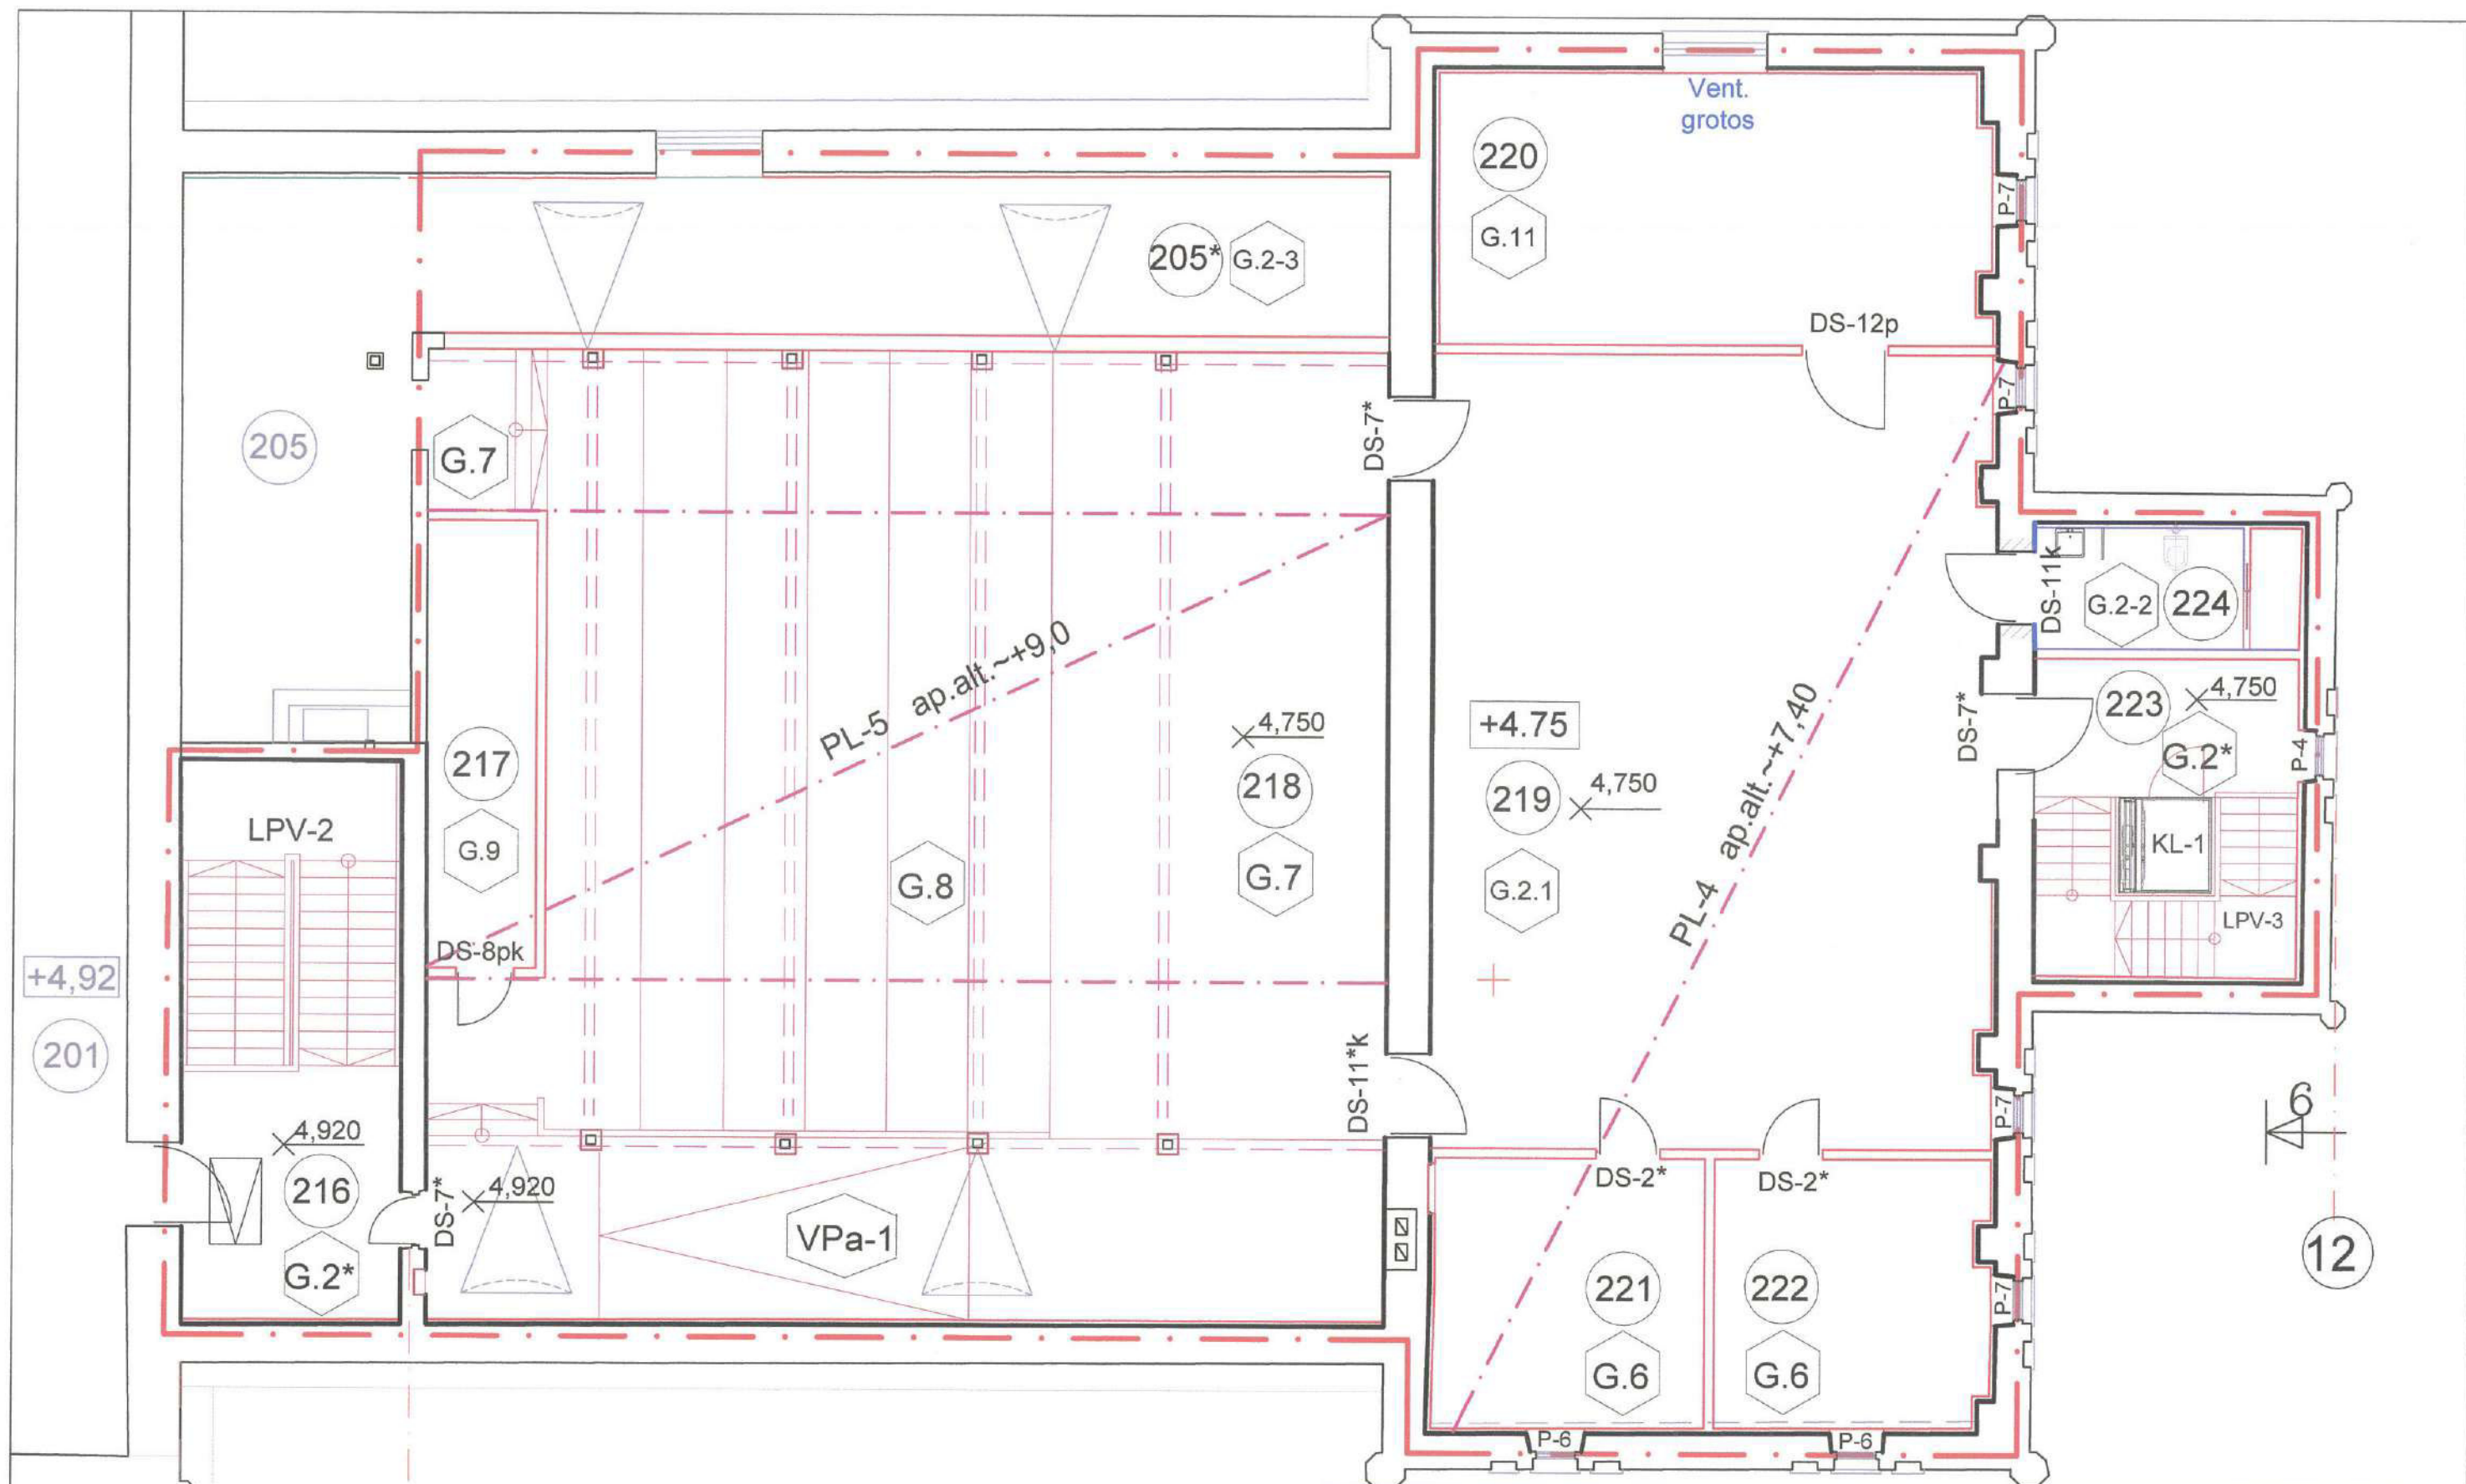 Vent.
grotos
220
G.11
P-7
205*
G.2-3
DS-12p
P-7
205
G.7
DS-7*
DS-11k
G.2-2
224
PL-5 ap.alt.~+9,0
PL-4 ap.alt.~+7,40
223
4,750
G.2*
P-4
DS-7*
217
G.9
4,750
218
G.7
G.8
+4.75
219
4,750
G.2.1
KL-1
LPV-3
LPV-2
DS-8pk
+4,92
201
DS-11*k
P-7
6
4,920
216
G.2*
DS-7*
4,920
VPa-1
DS-2*
DS-2*
221
G.6
222
G.6
P-7
12
P-6
P-6